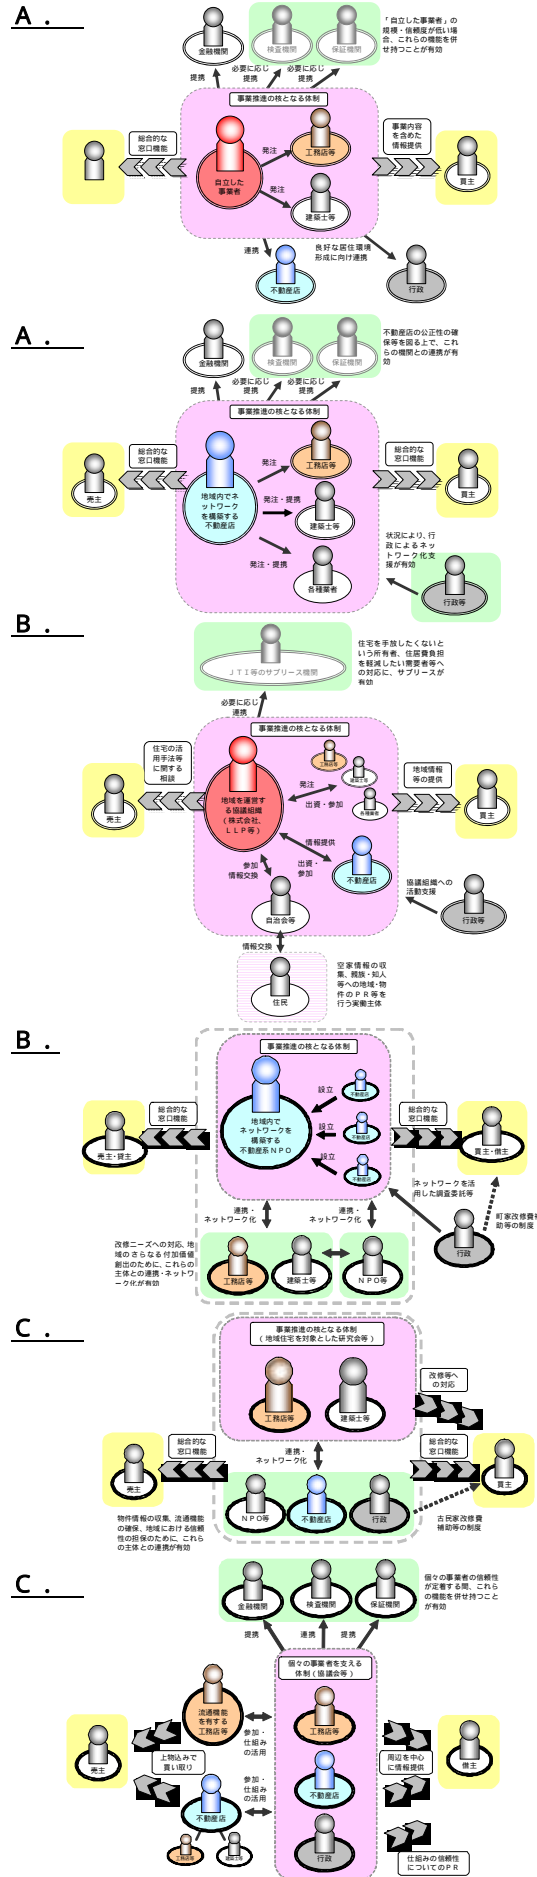 A．
「自立した事業者」の
規模・信頼度が低い場
合、これらの機能を併
せ持つことが有効
金融機関
検査機関
保証機関
提携
必要に応じ
提携
必要に応じ
提携
事業推進の核となる体制
総合的な
窓口機能
自立した
事業者
発注
工務店等
発注
建築士等
事業内容
を含めた
情報提供
買主
連携
良好な居住環境
形成に向け連携
不動産店
行政
A．
不動産店の公正性の確
保等を図る上で、これ
らの機関との連携が有
効
金融機関
検査機関
保証機関
提携
必要に応じ
提携
必要に応じ
提携
事業推進の核となる体制
売主
総合的な
窓口機能
地域内でネ
ットワーク
を構築する
不動産店
発注
工務店等
発注・提携
建築士等
発注・提携
各種業者
総合的な
窓口機能
買主
状況により、行
政によるネッ
トワーク化支
援が有効
行政等
B．
住宅を手放したくないと
いう所有者、住居費負担
を軽減したい需要者等へ
の対応に、サブリースが
有効
ＪＴＩ等のサブリース機関
必要に応じ
連携
事業推進の核となる体制
売主
住宅の活
用手法等
に関する
相談
地域を運営す
る協議組織
（株式会社、
ＬＬＰ等）
発注
出資・参加
工務店等
建築士等
各種業者
情報提供
出資・
参加
不動産店
地域情報
等の提供
買主
参加
情報交換
自治会等
協議組織への
活動支援
行政等
情報交換
住民
空家情報の収
集、親族・知人
等への地域・物
件のＰＲ等を
行う実働主体
B．
事業推進の核となる体制
売主・貸主
総合的な
窓口機能
地域内で
ネットワークを
構築する
不動産系ＮＰＯ
設立
不動産店
設立
不動産店
設立
不動産店
総合的な
窓口機能
買主・借主
ネットワークを活
用した調査委託等
町家改修費補
助等の制度
行政
連携・
ネットワーク化
連携・
ネットワーク化
改修ニーズへの対応、地
域のさらなる付加価値
創出のために、これらの
主体との連携・ネットワ
ーク化が有効
工務店等
建築士等
ＮＰＯ等
C．
事業推進の核となる体制
（地域住宅を対象とした研究会等）
工務店等
建築士等
改修等へ
の対応
連携・
ネットワーク化
売主
総合的な
窓口機能
ＮＰＯ等
不動産店
行政
総合的な
窓口機能
買主
古民家改修費
補助等の制度
物件情報の収集、流通機能
の確保、地域における信頼
性の担保のために、これら
の主体との連携が有効
C．
個々の事業者の信頼性
が定着する間、これら
の機能を併せ持つこと
が有効
金融機関
検査機関
保証機関
提携
連携
提携
個々の事業者を支える
体制（協議会等）
流通機能
を有する
工務店等
参加・
仕組み
の活用
工務店等
売主
上物込みで
買い取り
不動産店
参加・
仕組み
の活用
不動産店
周辺を中心
に情報提供
借主
工務店等
建築士等
行政
仕組みの信頼性
についてのＰＲ